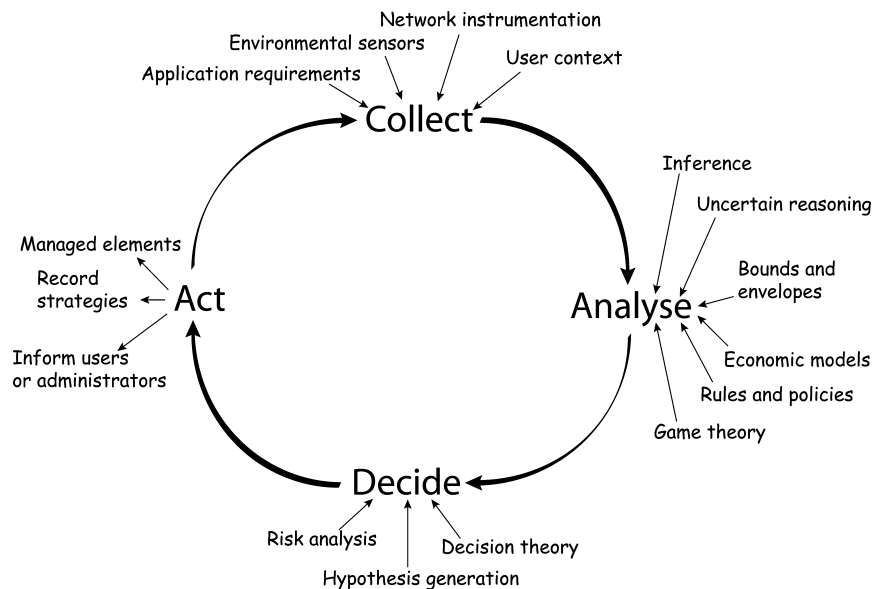 Network instrumentation
Environmental sensors
User context
Application requirements
Collect
Inference
Uncertain reasoning
Bounds and
envelopes
Analyse
Economic models
Rules and policies
Game theory
Decide
Risk analysis
Decision theory
Hypothesis generation
Act
Managed elements
Record
strategies
Inform users
or administrators